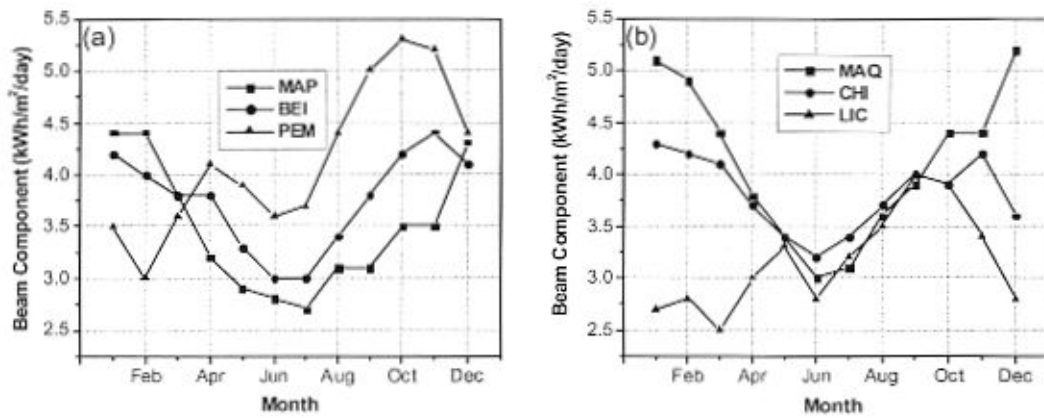 (a)
5.5
5.0
4.5
4.0
3.5
3.0
2.5
Beam Component (kWh/m²/day)
MAP
BEI
PEM
Feb Apr Jun Aug Oct Dec
Month
(b)
5.5
5.0
4.5
4.0
3.5
3.0
2.5
Beam Component (kWh/m²/day)
MAQ
CHI
LIC
Feb Apr Jun Aug Oct Dec
Month